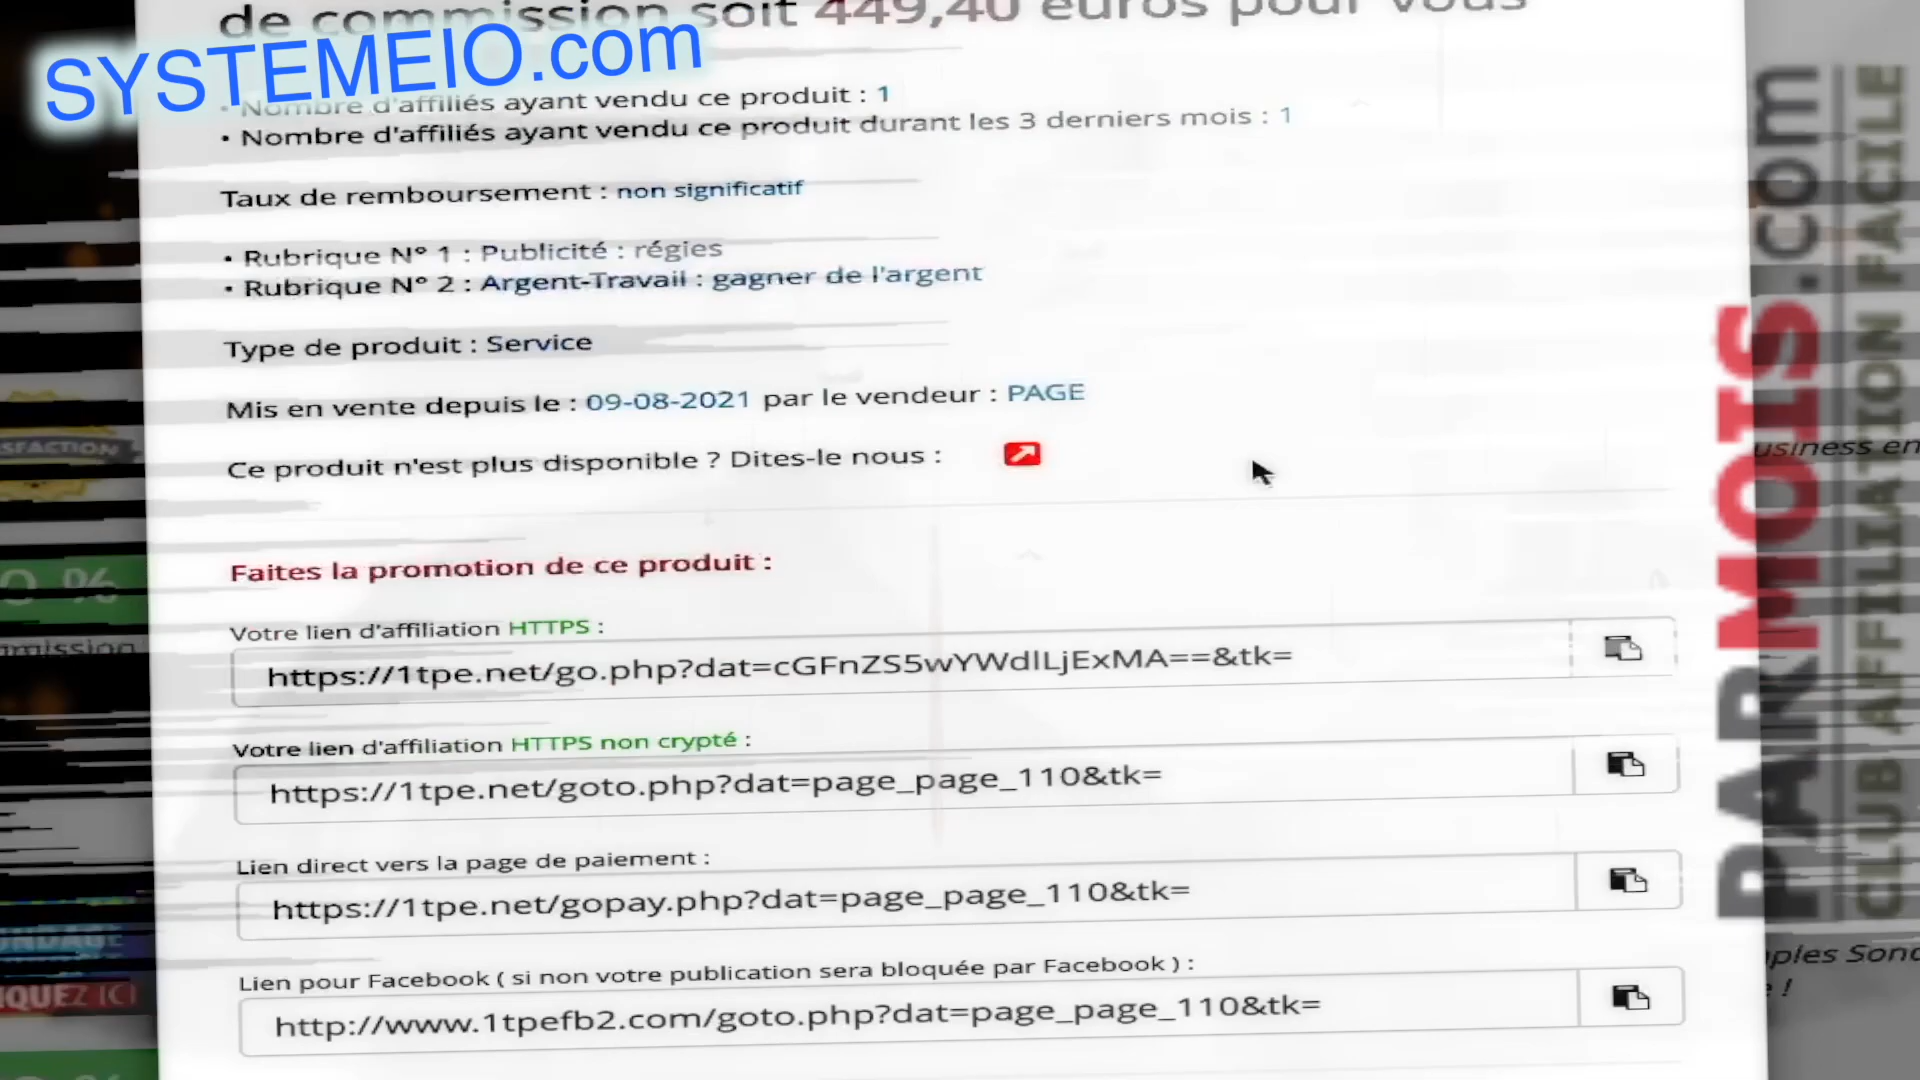 de commission soit 449,40 euros pour vous
SYSTEMEIO.com
• Nombre d'affiliés ayant vendu ce produit : 1
• Nombre d'affiliés ayant vendu ce produit durant les 3 derniers mois : 1
Taux de remboursement : non significatif
• Rubrique N° 1 : Publicité : régies
• Rubrique N° 2 : Argent-Travail : gagner de l'argent
Type de produit : Service
Mis en vente depuis le : 09-08-2021 par le vendeur : PAGE
Ce produit n'est plus disponible ? Dites-le nous :
Faites la promotion de ce produit :
Votre lien d'affiliation HTTPS :
https://1tpe.net/go.php?dat=cGFnZS5wYWdlLjExMA==&tk=
Votre lien d'affiliation HTTPS non crypté :
https://1tpe.net/goto.php?dat=page_page_110&tk=
Lien direct vers la page de paiement :
https://1tpe.net/gopay.php?dat=page_page_110&tk=
Lien pour Facebook ( si non votre publication sera bloquée par Facebook ) :
http://www.1tpefb2.com/goto.php?dat=page_page_110&tk=
PARMOIS.com
CLUB AFFILIATION FACILE
SFACTION
0 %
mmission
ONDAGE
IQUEZ ICI
usiness en
ples Sond
e !